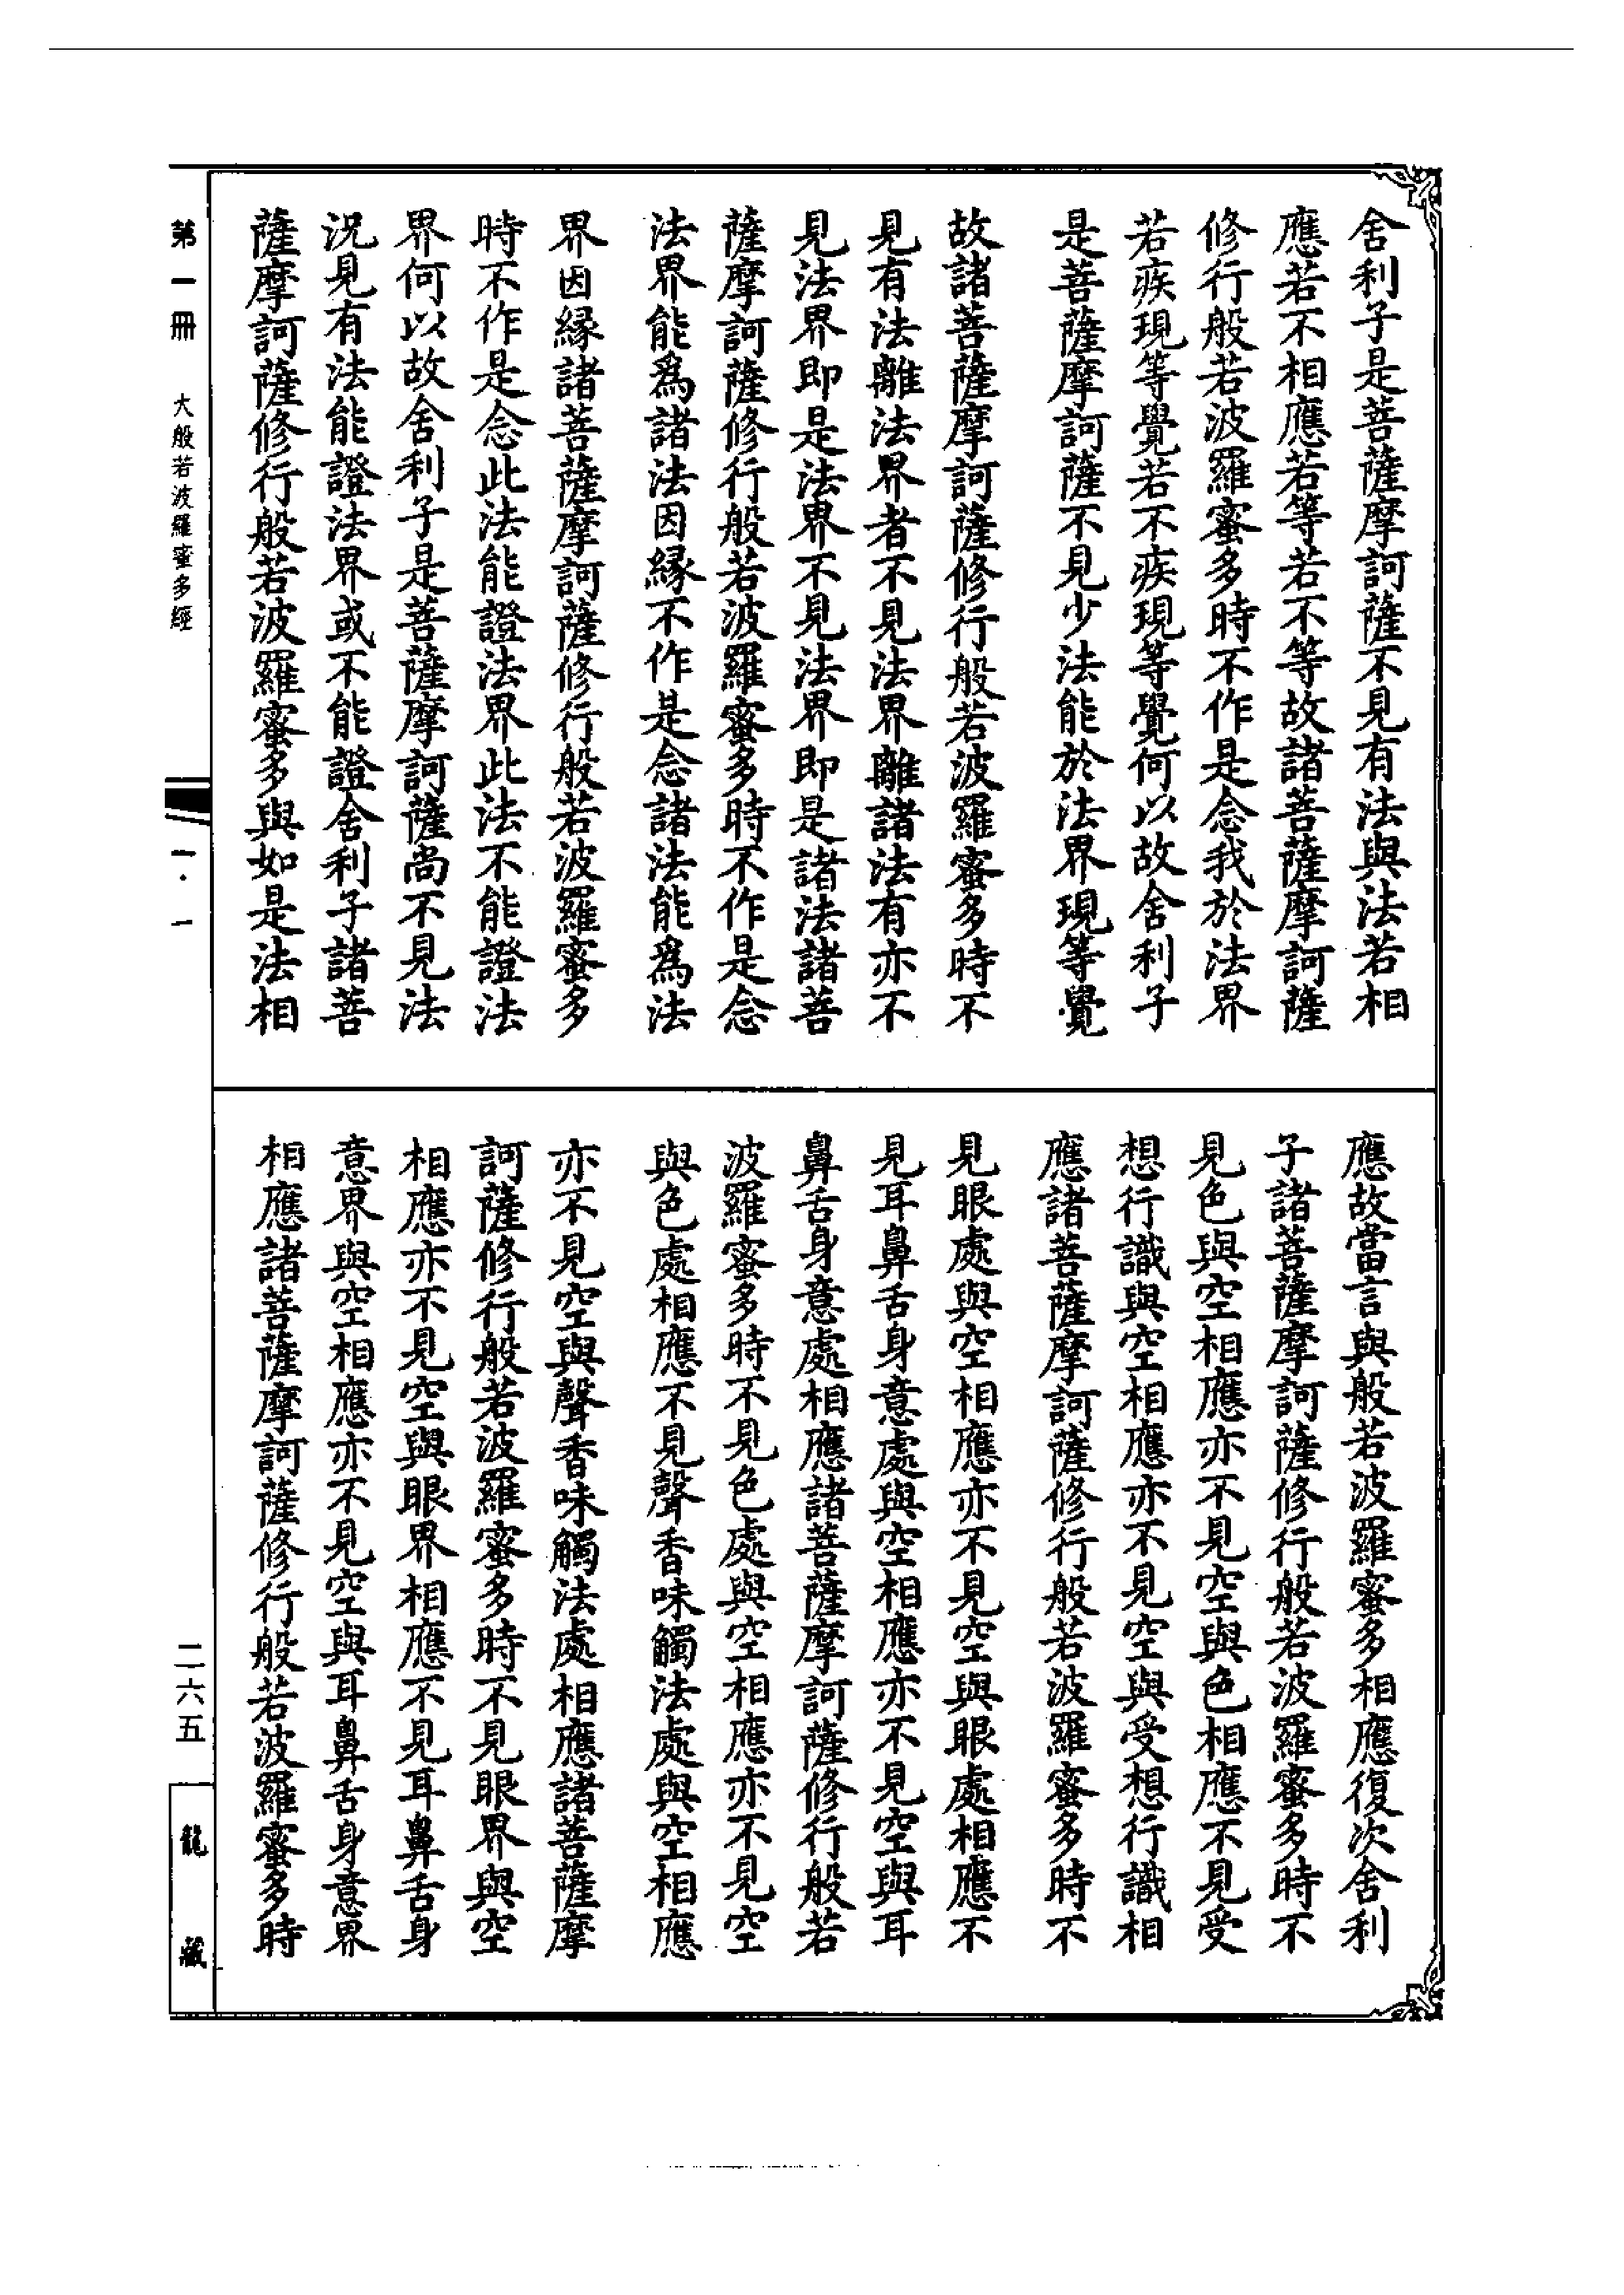 舍利子是菩薩摩訶薩不見有法與法若相
應若不相應若等若不等故諸菩薩摩訶薩
修行般若波羅蜜多時不作是念我於法界
若疾現等覺若不疾現等覺何以故舍利子
是菩薩摩訶薩不見少法能於法界現等覺
故諸菩薩摩訶薩修行般若波羅蜜多時不
見有法離法界者不見法界離諸法有亦不
見法界即是法界不見法界即是諸法諸菩
薩摩訶薩修行般若波羅蜜多時不作是念
法界能爲諸法因縁不作是念諸法能爲法
界因縁諸菩薩摩訶薩修行般若波羅蜜多
時不作是念此法能證法界此法不能證法
界何以故舍利子是菩薩摩訶薩尚不見法
況見有法能證法界或不能證舍利子諸菩
薩摩訶薩修行般若波羅蜜多與如是法相
應故當言與般若波羅蜜多相應復次舍利
子諸菩薩摩訶薩修行般若波羅蜜多時不
見色與空相應亦不見空與色相應不見受
想行識與空相應亦不見空與受想行識相
應諸菩薩摩訶薩修行般若波羅蜜多時不
見眼處與空相應亦不見空與眼處相應不
見耳鼻舌身意處與空相應亦不見空與耳
鼻舌身意處相應諸菩薩摩訶薩修行般若
波羅蜜多時不見色處與空相應亦不見空
與色處相應不見聲香味觸法處與空相應
亦不見空與聲香味觸法處相應諸菩薩摩
訶薩修行般若波羅蜜多時不見眼界與空
相應亦不見空與眼界相應不見耳鼻舌身
意界與空相應亦不見空與耳鼻舌身意界
相應諸菩薩摩訶薩修行般若波羅蜜多時
第一冊 大般若波羅蜜多經 一·一 二六五 龍藏